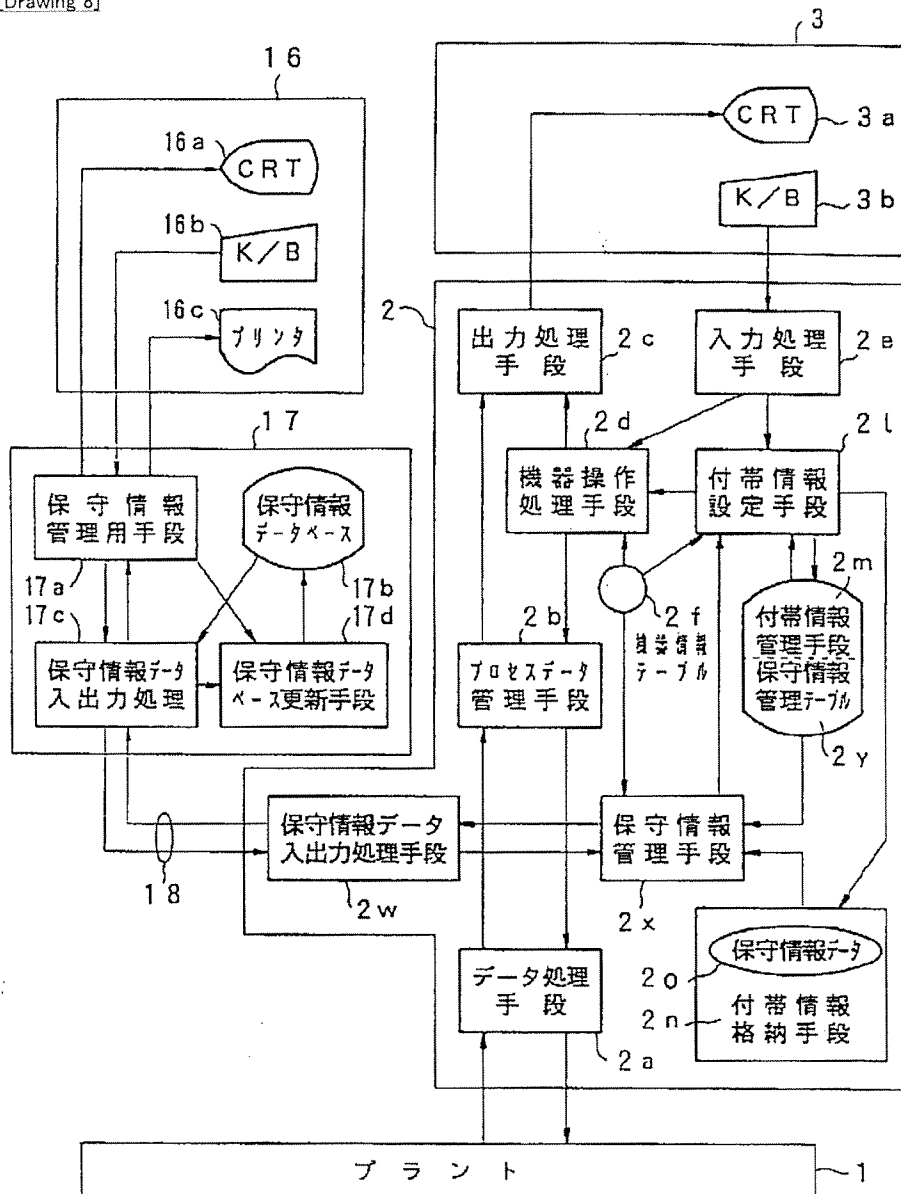 [Drawing 8]
3
16
CRT
3a
16a
CRT
K/B
3b
16b
K/B
16c
プリンタ
2
出力処理
手段
2c
入力処理
手段
2e
17
2d
2l
保守情報
管理用手段
保守情報
データベース
機器操作
処理手段
付帯情報
設定手段
17a
17b
17c
17d
2b
2f
機器情報
テーブル
2m
付帯情報
管理手段
保守情報
管理テーブル
2y
保守情報データ
入出力処理
保守情報データ
ベース更新手段
プロセスデータ
管理手段
保守情報データ
入出力処理手段
保守情報
管理手段
18
2w
2x
データ処理
手段
2a
保守情報データ
2o
2n
付帯情報
格納手段
プラント
1